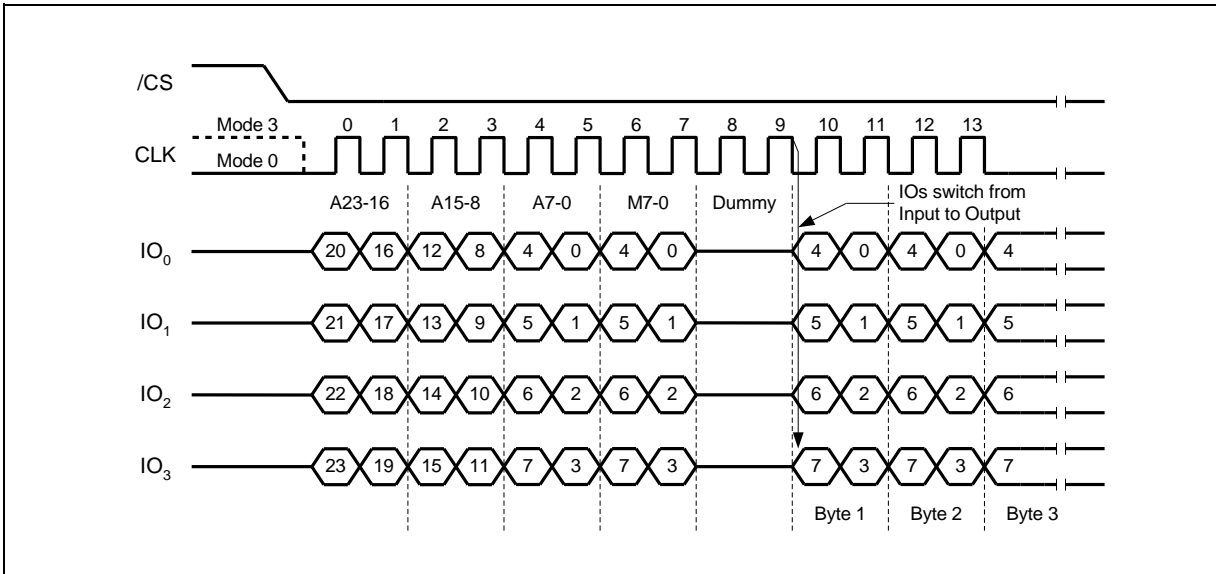 /CS
Mode 3 0 1 2 3 4 5 6 7 8 9 10 11 12 13
CLK Mode 0
IOs switch from
Input to Output
A23-16 A15-8 A7-0 M7-0 Dummy
IO0 20 16 12 8 4 0 4 0 4 0 4 0 4
IO1 21 17 13 9 5 1 5 1 5 1 5 1 5
IO2 22 18 14 10 6 2 6 2 6 2 6 2 6
IO3 23 19 15 11 7 3 7 3 7 3 7 3 7
Byte 1 Byte 2 Byte 3